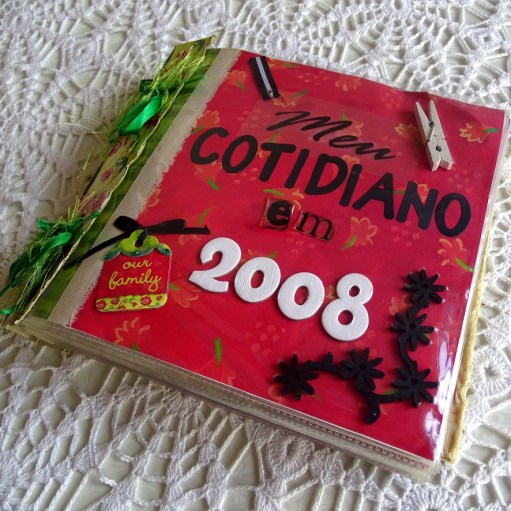 Meu
COTIDIANO
em
2008
our
family